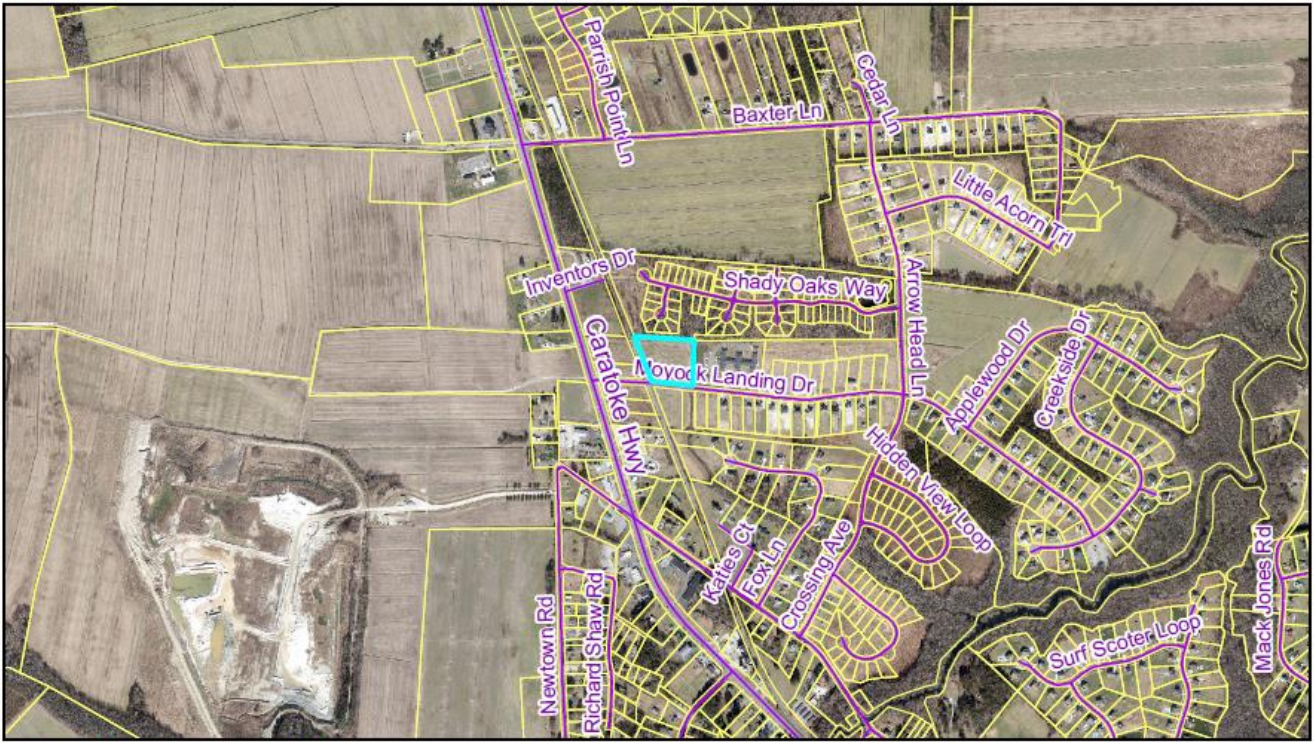 Parrish Point Ln
Cedar Ln
Baxter Ln
Little Acorn Trl
Inventors Dr
Shady Oaks Way
Arrow Head Ln
Caratoke Hwy
Moyock Landing Dr
Applewood Dr
Creekside Dr
Hidden View Loop
Katies Ct
Fox Ln
Crossing Ave
Newtown Rd
Richard Shaw Rd
Surf Scoter Loop
Mack Jones Rd